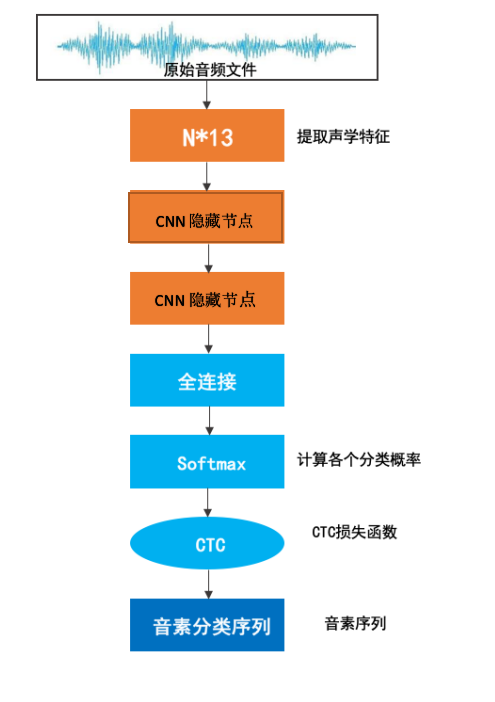 原始音频文件
N*13
提取声学特征
CNN 隐藏节点
CNN 隐藏节点
全连接
Softmax
计算各个分类概率
CTC损失函数
CTC
音素分类序列
音素序列